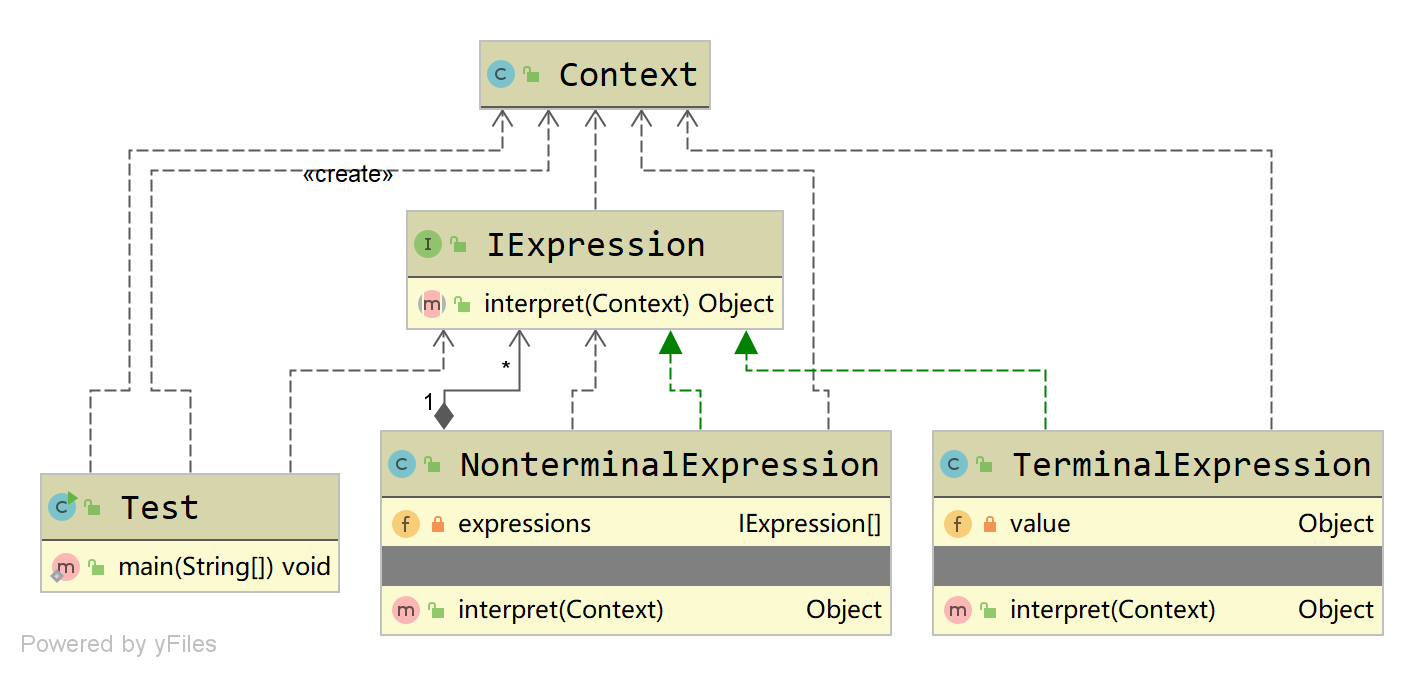 C Context
«create»
I IExpression
m interpret(Context) Object
*
1
C NonterminalExpression
C TerminalExpression
C Test
f expressions IExpression[]
f value Object
m main(String[]) void
m interpret(Context) Object
m interpret(Context) Object
Powered by yFiles